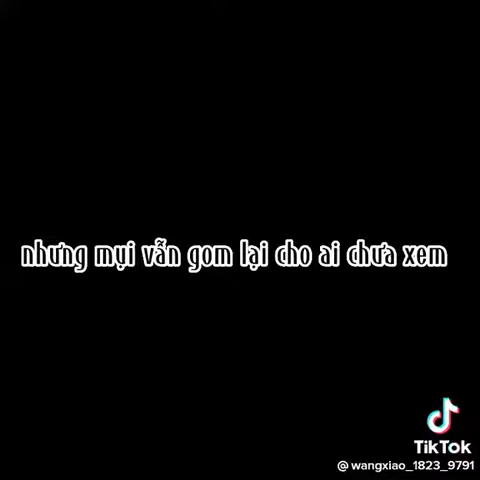 nhưng mụi vẫn gom lại cho ai chưa xem
TikTok
@wangxiao_1823_9791